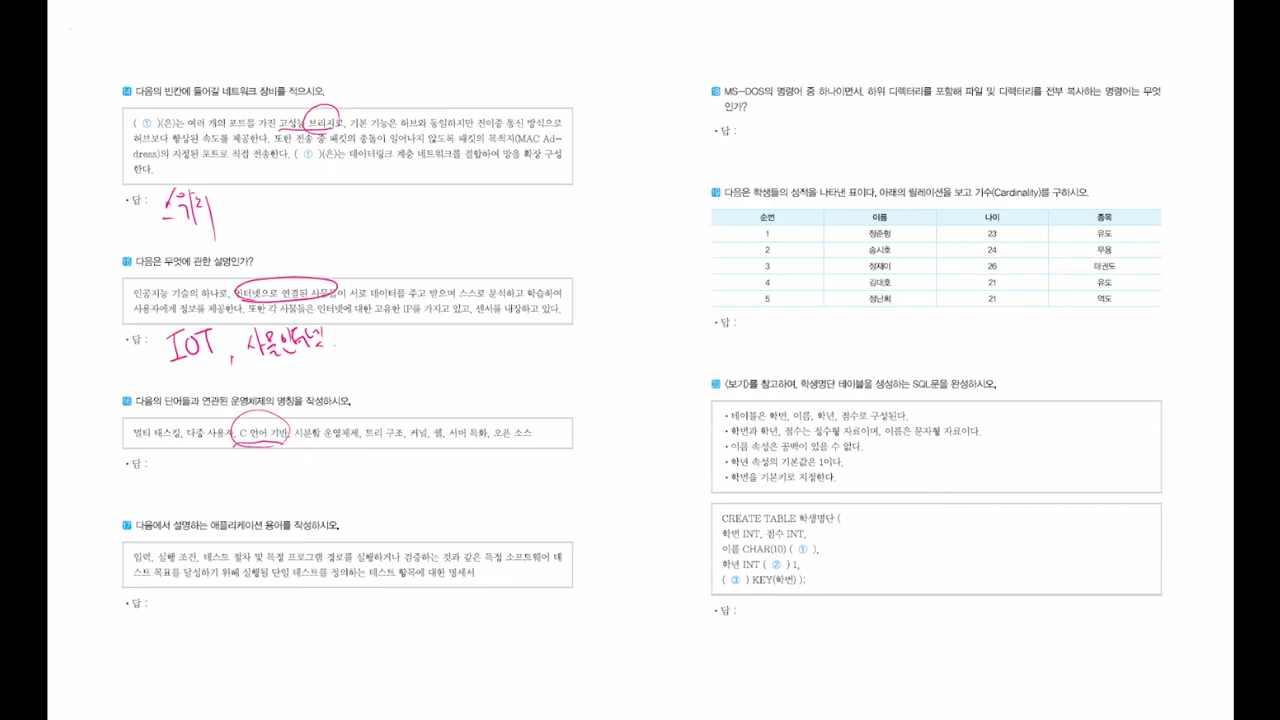 14 다음의 빈칸에 들어갈 네트워크 장비를 적으시오.
( ① )(은)는 여러 개의 포트를 가진 고성능 브리지로, 기본 기능은 허브와 동일하지만 전이중 통신 방식으로
허브보다 향상된 속도를 제공한다. 또한 전송 중 패킷의 충돌이 일어나지 않도록 패킷의 목적지(MAC Ad-
dress)의 지정된 포트로 직접 전송한다. ( ① )(은)는 데이터링크 계층 네트워크를 결합하여 망을 확장 구성
한다.
• 답 :
15 다음은 무엇에 관한 설명인가?
인공지능 기술의 하나로, 인터넷으로 연결된 사물들이 서로 데이터를 주고 받으며 스스로 분석하고 학습하여
사용자에게 정보를 제공한다. 또한 각 사물들은 인터넷에 대한 고유한 IP를 가지고 있고, 센서를 내장하고 있다.
• 답 : IOT, 사물인터넷
16 다음의 단어들과 연관된 운영체제의 명칭을 작성하시오.
멀티 태스킹, 다중 사용자, C 언어 기반, 시분할 운영체제, 트리 구조, 커널, 쉘, 서버 특화, 오픈 소스
• 답 :
17 다음에서 설명하는 애플리케이션 용어를 작성하시오.
입력, 실행 조건, 테스트 절차 및 특정 프로그램 경로를 실행하거나 검증하는 것과 같은 특정 소프트웨어 테
스트 목표를 달성하기 위해 실행될 단일 테스트를 정의하는 테스트 항목에 대한 명세서
• 답 :
18 MS-DOS의 명령어 중 하나이면서, 하위 디렉터리를 포함해 파일 및 디렉터리를 전부 복사하는 명령어는 무엇
인가?
• 답 :
19 다음은 학생들의 성적을 나타낸 표이다. 아래의 릴레이션을 보고 기수(Cardinality)를 구하시오.
순번 이름 나이 종목
1 정준형 23 유도
2 송시호 24 무용
3 정재이 26 태권도
4 김대호 21 유도
5 정난희 21 역도
• 답 :
20 〈보기〉를 참고하여, 학생명단 테이블을 생성하는 SQL문을 완성하시오.
• 테이블은 학번, 이름, 학년, 점수로 구성된다.
• 학번과 학년, 점수는 정수형 자료이며, 이름은 문자형 자료이다.
• 이름 속성은 공백이 있을 수 없다.
• 학년 속성의 기본값은 1이다.
• 학번을 기본키로 지정한다.
CREATE TABLE 학생명단 (
학번 INT, 점수 INT,
이름 CHAR(10) ( ① ),
학년 INT ( ② ) 1,
( ③ ) KEY(학번) );
• 답 :